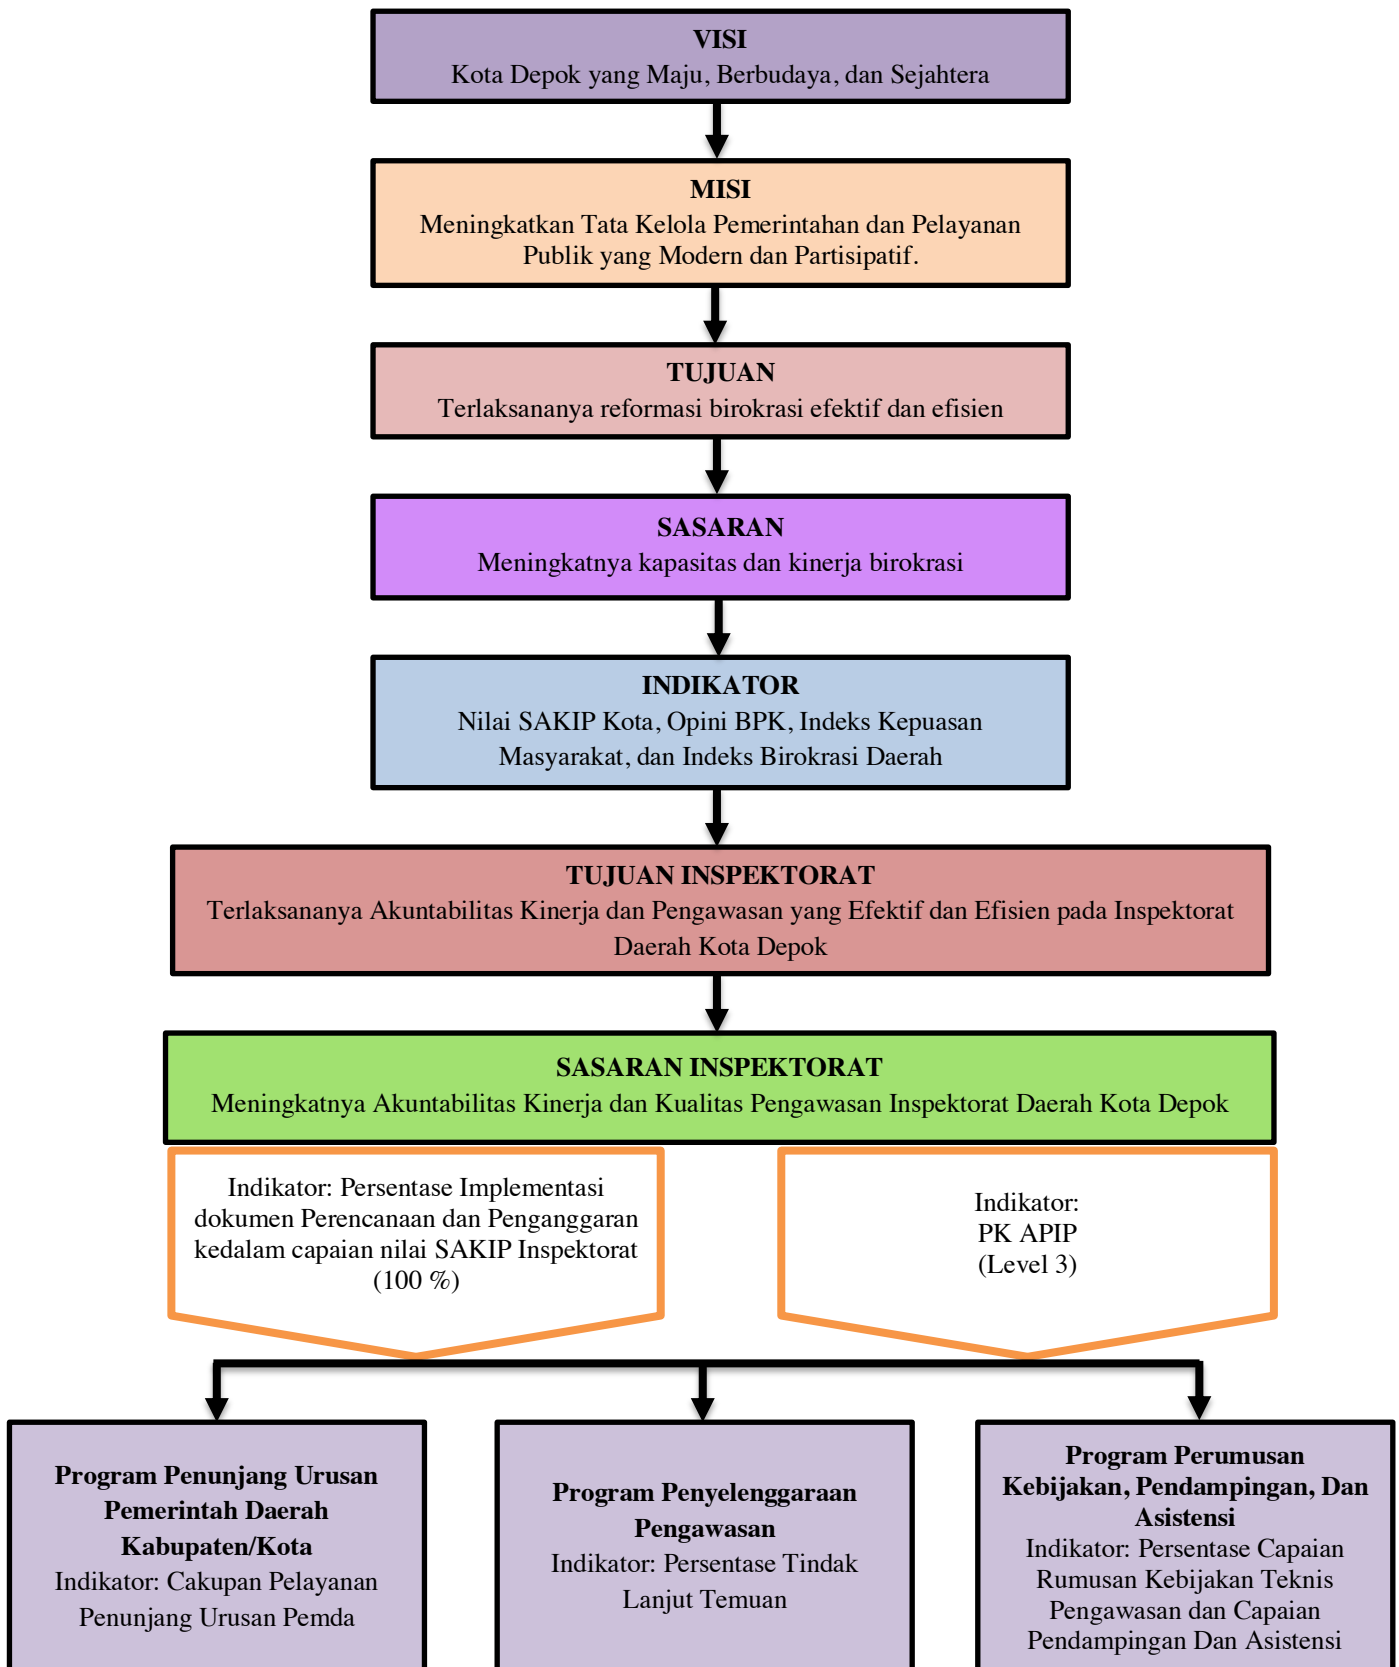 VISI
Kota Depok yang Maju, Berbudaya, dan Sejahtera
MISI
Meningkatkan Tata Kelola Pemerintahan dan Pelayanan
Publik yang Modern dan Partisipatif.
TUJUAN
Terlaksananya reformasi birokrasi efektif dan efisien
SASARAN
Meningkatnya kapasitas dan kinerja birokrasi
INDIKATOR
Nilai SAKIP Kota, Opini BPK, Indeks Kepuasan
Masyarakat, dan Indeks Birokrasi Daerah
TUJUAN INSPEKTORAT
Terlaksananya Akuntabilitas Kinerja dan Pengawasan yang Efektif dan Efisien pada Inspektorat
Daerah Kota Depok
SASARAN INSPEKTORAT
Meningkatnya Akuntabilitas Kinerja dan Kualitas Pengawasan Inspektorat Daerah Kota Depok
Indikator: Persentase Implementasi
dokumen Perencanaan dan Penganggaran
kedalam capaian nilai SAKIP Inspektorat
(100 %)
Indikator:
PK APIP
(Level 3)
Program Penunjang Urusan
Pemerintah Daerah
Kabupaten/Kota
Indikator: Cakupan Pelayanan
Penunjang Urusan Pemda
Program Penyelenggaraan
Pengawasan
Indikator: Persentase Tindak
Lanjut Temuan
Program Perumusan
Kebijakan, Pendampingan, Dan
Asistensi
Indikator: Persentase Capaian
Rumusan Kebijakan Teknis
Pengawasan dan Capaian
Pendampingan Dan Asistensi